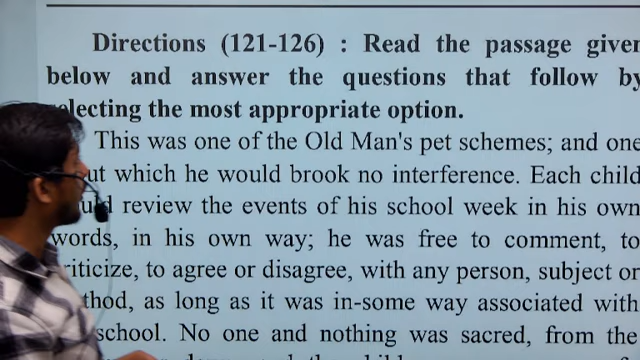 Directions (121-126) : Read the passage given
below and answer the questions that follow by
selecting the most appropriate option.
This was one of the Old Man's pet schemes; and one
which he would brook no interference. Each child
review the events of his school week in his own
words, in his own way; he was free to comment, to
criticize, to agree or disagree, with any person, subject or
as long as it was in-some way associated with
school. No one and nothing was sacred, from the